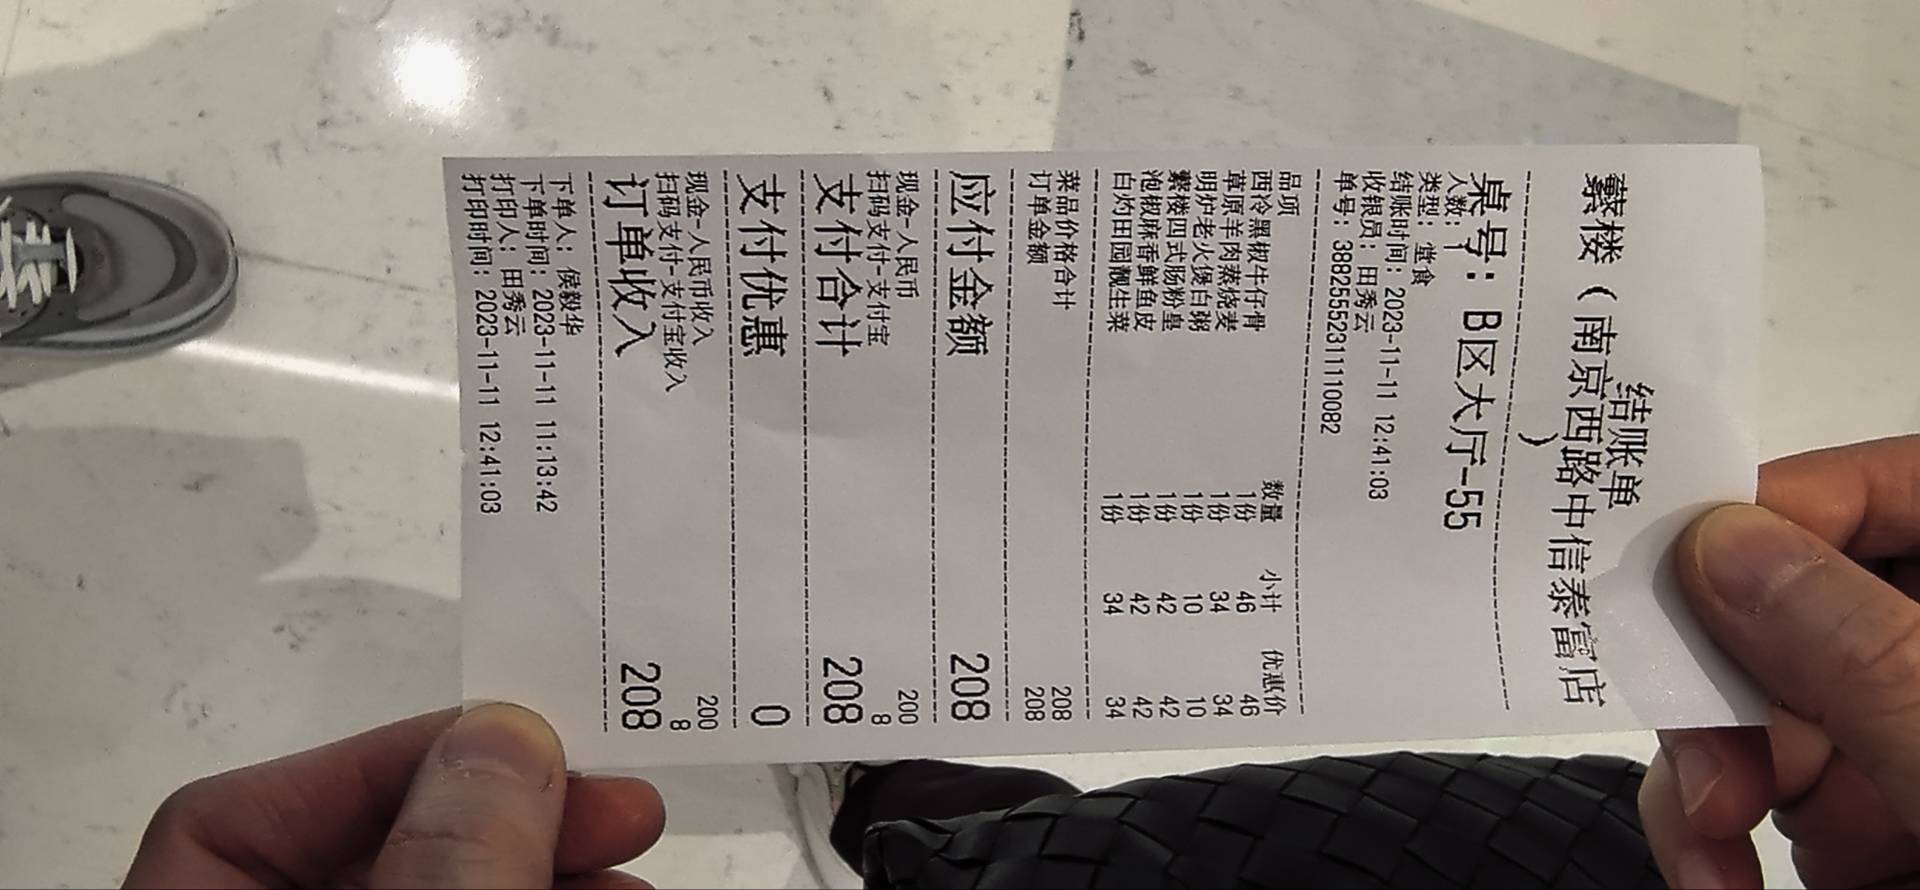 结账单
蘩楼（南京西路中信泰富店
）
桌号：B区大厅-55
人数：1
类型：堂食
结账时间：2023-11-11 12:41:03
收银员：田秀云
单号：388255523111110082
品项 数量 小计 优惠价
西冷黑椒牛仔骨 1份 46 46
草原羊肉蒸烧麦 1份 34 34
明炉老火煲白粥 1份 10 10
蘩楼四式肠粉皇 1份 42 42
泡椒麻香鲜鱼皮 1份 42 42
白灼田园靓生菜 1份 34 34
菜品价格合计 208
订单金额 208
应付金额 208
现金-人民币 200
扫码支付-支付宝 8
支付合计 208
支付优惠 0
现金-人民币收入 200
扫码支付-支付宝收入 8
订单收入 208
下单人：侯毅华
下单时间：2023-11-11 11:13:42
打印人：田秀云
打印时间：2023-11-11 12:41:03